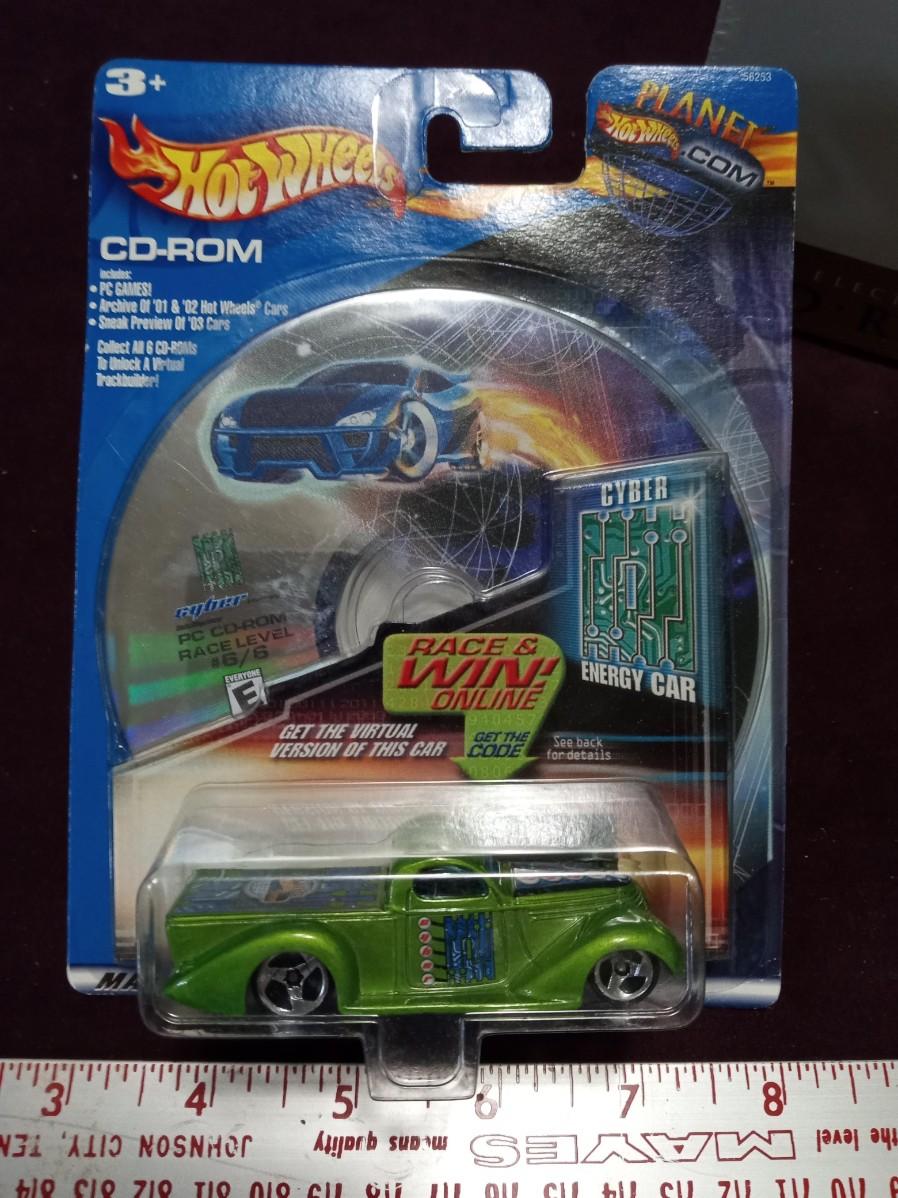 3+
56253
HOT WHEELS
PLANET
HOT WHEELS
.COM™
CD-ROM
Includes:
• PC GAMES!
• Archive Of '01 & '02 Hot Wheels® Cars
• Sneak Preview Of '03 Cars
Collect All 6 CD-ROMs
To Unlock A Virtual
Trackbuilder!
CYBER
ENERGY CAR
cyber
PC CD-ROM
RACE LEVEL
#6/6
EVERYONE
E
RACE &
WIN!
ONLINE
GET THE
CODE
GET THE VIRTUAL
VERSION OF THIS CAR
See back
for details
MA
3 4 5 6 7 8
JOHNSON CITY, TEN
means quality
MAYES
the level